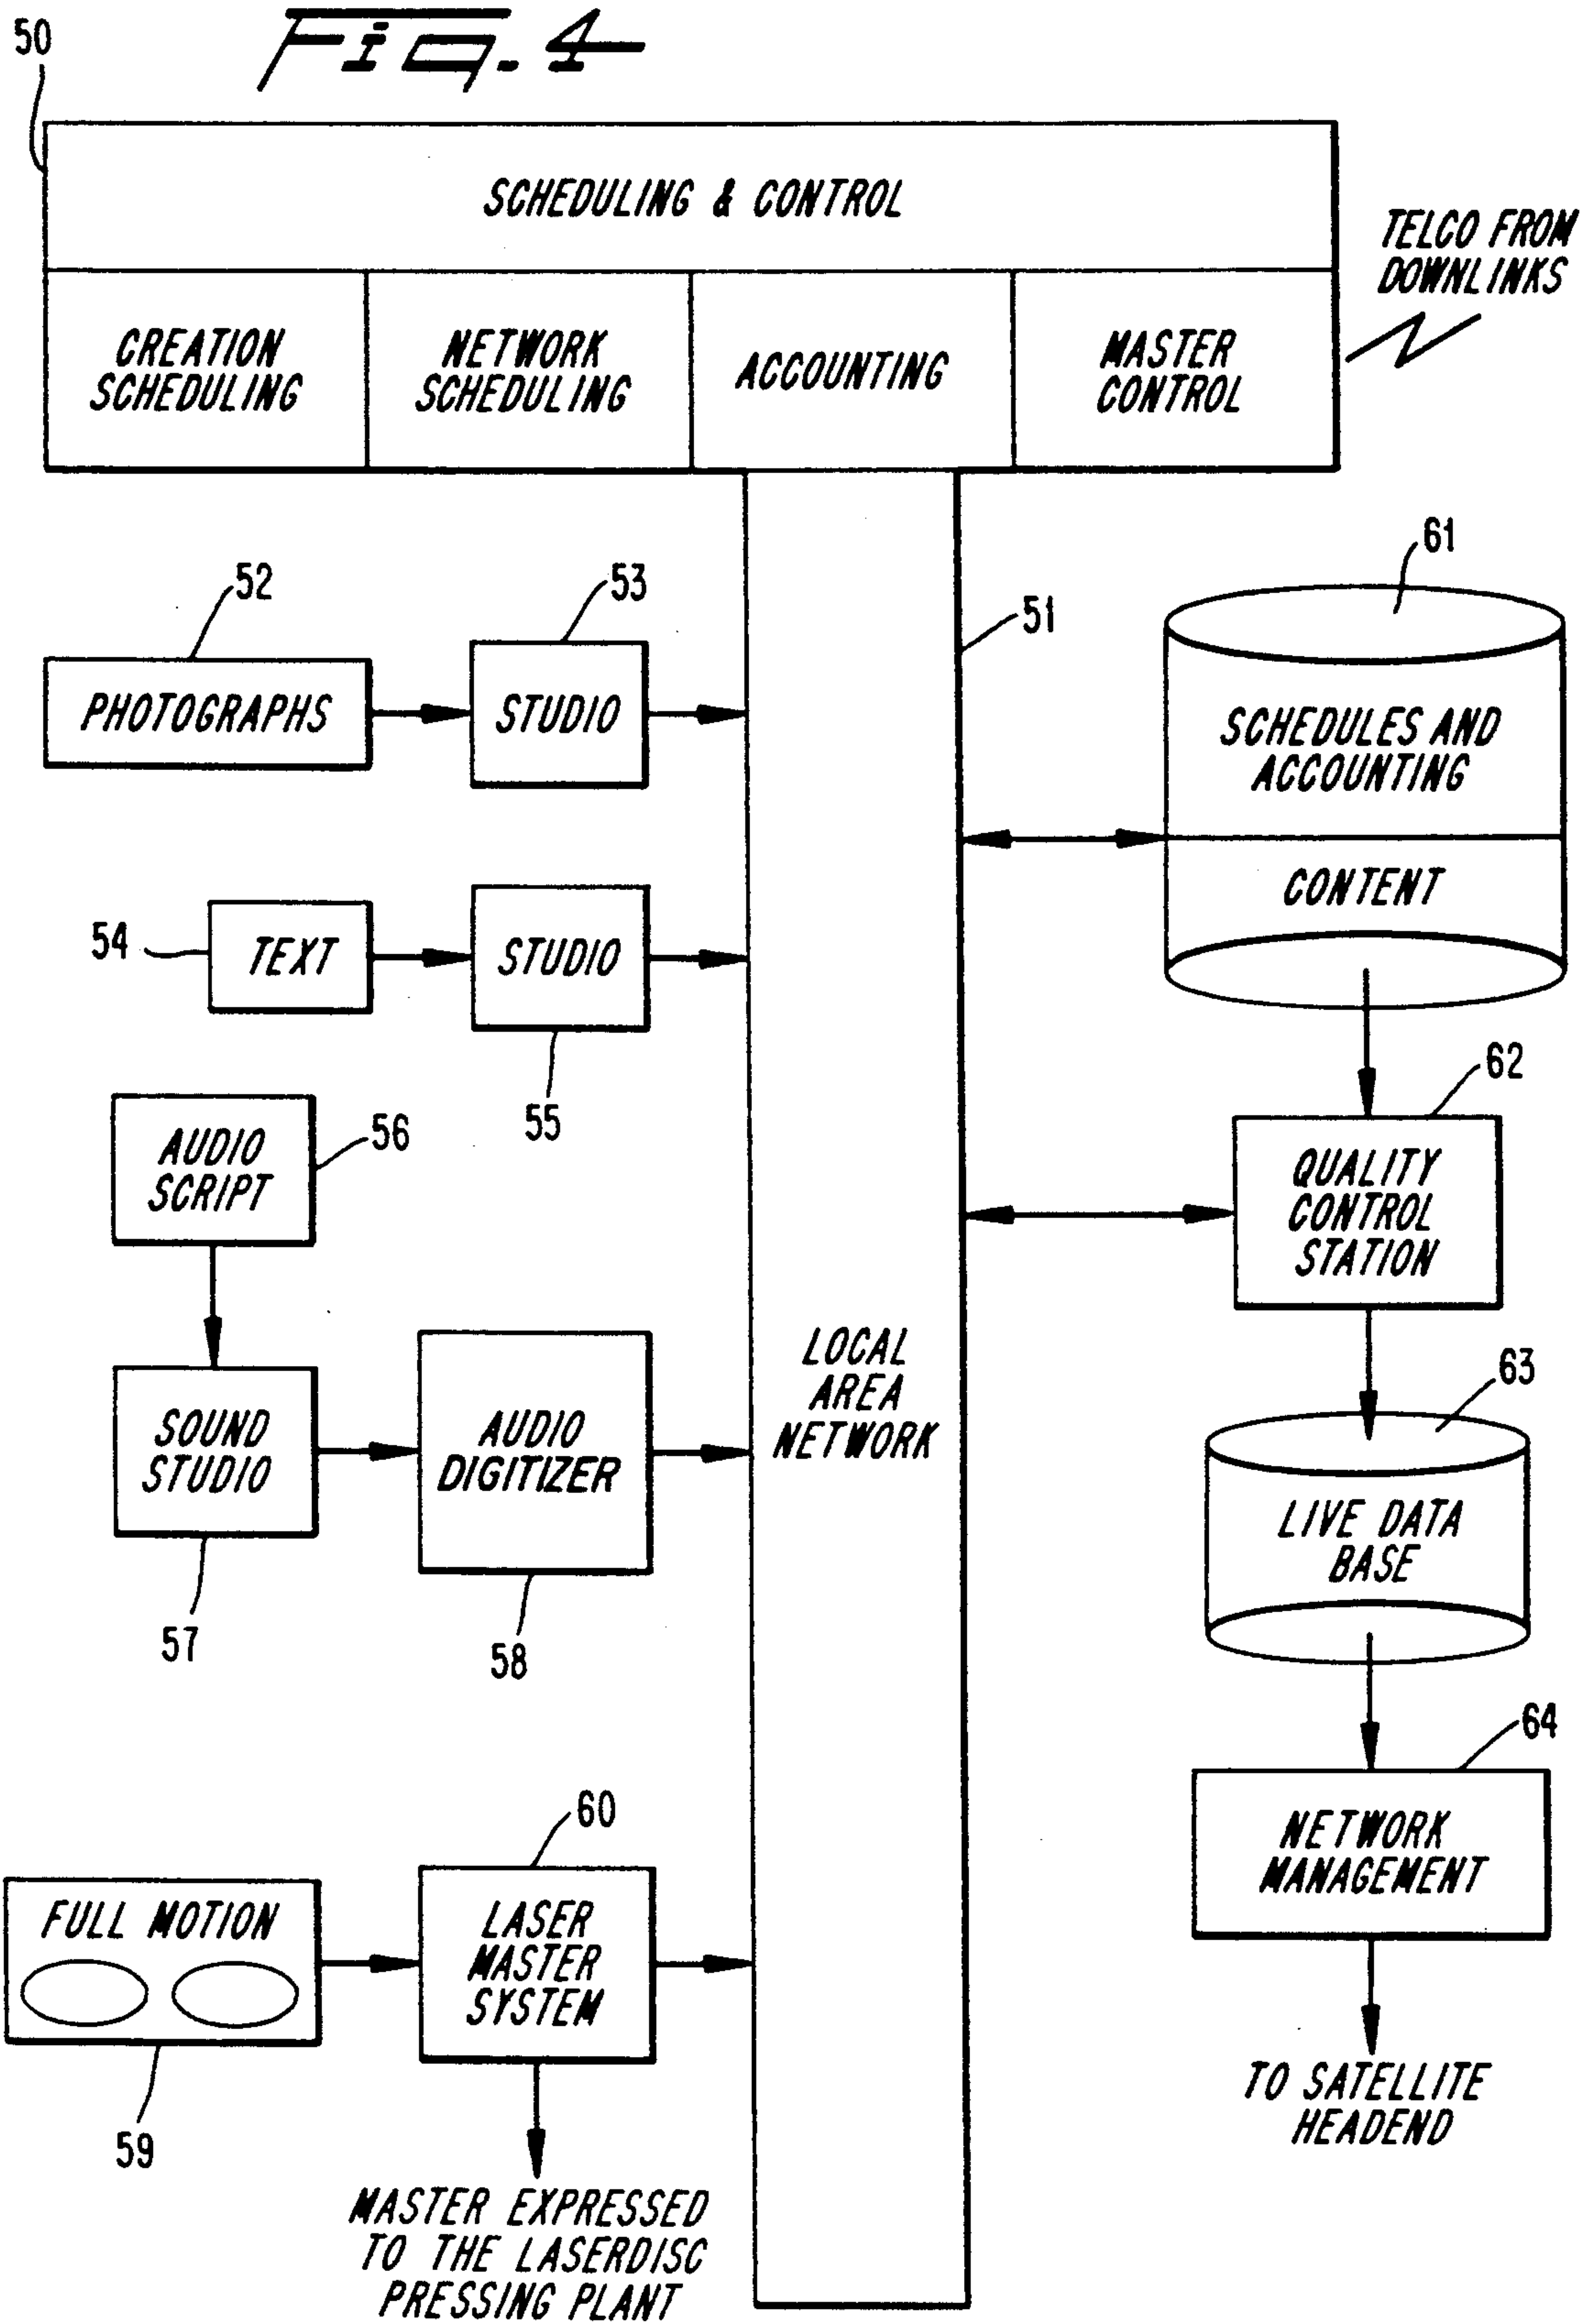 50
Fig. 4
SCHEDULING & CONTROL
TELCO FROM
DOWNLINKS
CREATION
SCHEDULING
NETWORK
SCHEDULING
ACCOUNTING
MASTER
CONTROL
52
PHOTOGRAPHS
53
STUDIO
51
61
SCHEDULES AND
ACCOUNTING
CONTENT
54
TEXT
STUDIO
55
AUDIO
SCRIPT
56
62
QUALITY
CONTROL
STATION
SOUND
STUDIO
57
AUDIO
DIGITIZER
58
LOCAL
AREA
NETWORK
63
LIVE DATA
BASE
64
NETWORK
MANAGEMENT
TO SATELLITE
HEADEND
FULL MOTION
59
60
LASER
MASTER
SYSTEM
MASTER EXPRESSED
TO THE LASERDISC
PRESSING PLANT